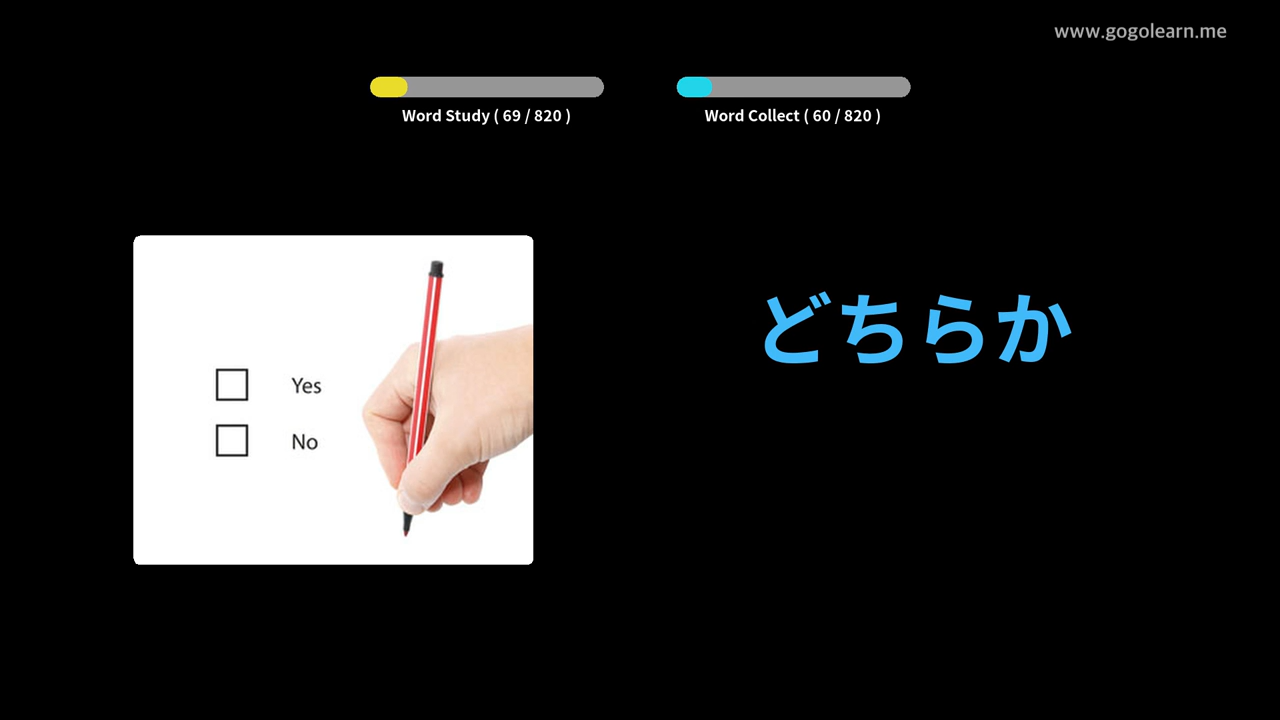 www.gogolearn.me
Word Study ( 69 / 820 )
Word Collect ( 60 / 820 )
Yes
No
どちらか